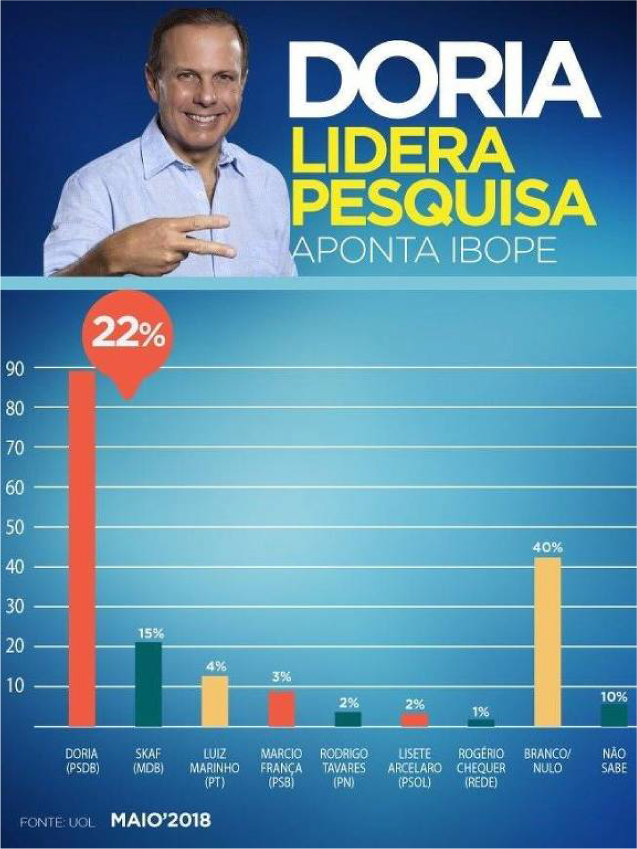 DORIA
LIDERA
PESQUISA
APONTA IBOPE
22%
90
80
70
60
50
40
30
20
10
15%
4%
3%
2%
2%
1%
40%
10%
DORIA
(PSDB)
SKAF
(MDB)
LUIZ
MARINHO
(PT)
MARCIO
FRANÇA
(PSB)
RODRIGO
TAVARES
(PN)
LISETE
ARCELARO
(PSOL)
ROGÉRIO
CHEQUER
(REDE)
BRANCO/
NULO
NÃO
SABE
FONTE: UOL MAIO'2018